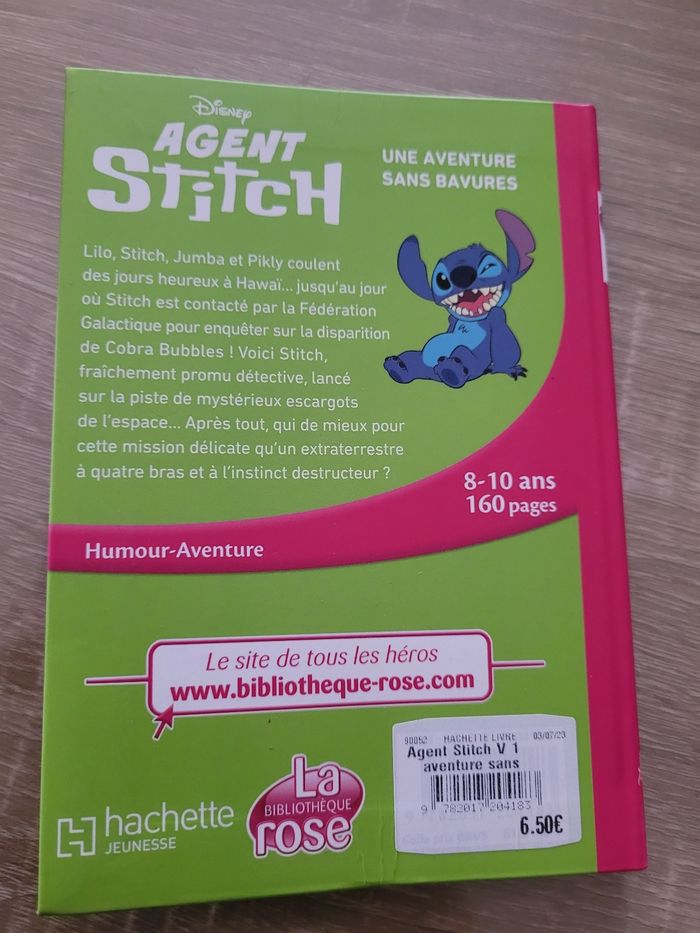 Disney
AGENT
STITCH
UNE AVENTURE
SANS BAVURES
Lilo, Stitch, Jumba et Pikly coulent
des jours heureux à Hawaï... jusqu'au jour
où Stitch est contacté par la Fédération
Galactique pour enquêter sur la disparition
de Cobra Bubbles ! Voici Stitch,
fraîchement promu détective, lancé
sur la piste de mystérieux escargots
de l'espace... Après tout, qui de mieux pour
cette mission délicate qu'un extraterrestre
à quatre bras et à l'instinct destructeur ?
8-10 ans
160 pages
Humour-Aventure
Le site de tous les héros
www.bibliotheque-rose.com
hachette
JEUNESSE
La
BIBLIOTHÈQUE
rose
90052 HACHETTE LIVRE 03/07/23
Agent Stitch V 1
aventure sans
9 782017 204183
6.50€